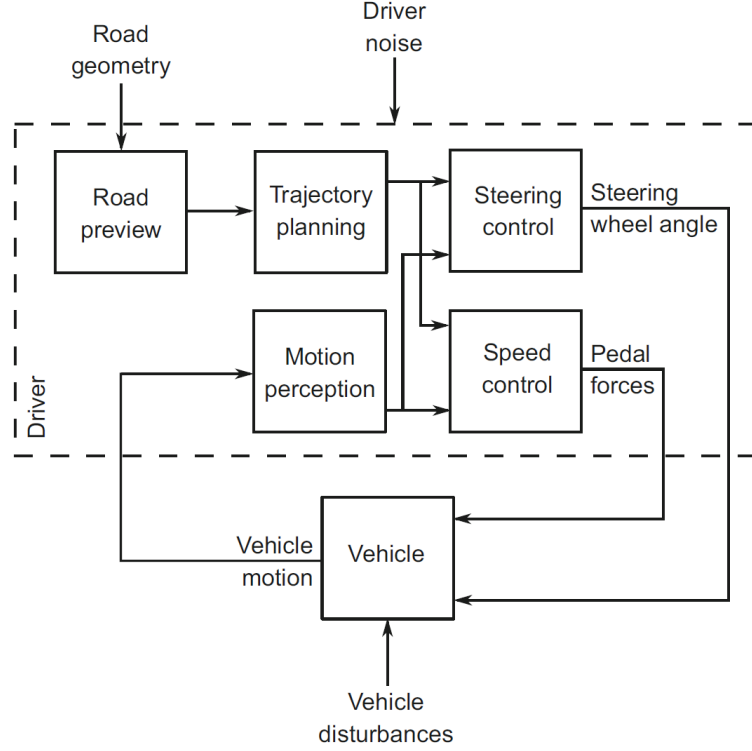 Driver
noise
Road
geometry
Road
preview
Trajectory
planning
Steering
control
Steering
wheel angle
Motion
perception
Speed
control
Pedal
forces
Driver
Vehicle
motion
Vehicle
Vehicle
disturbances